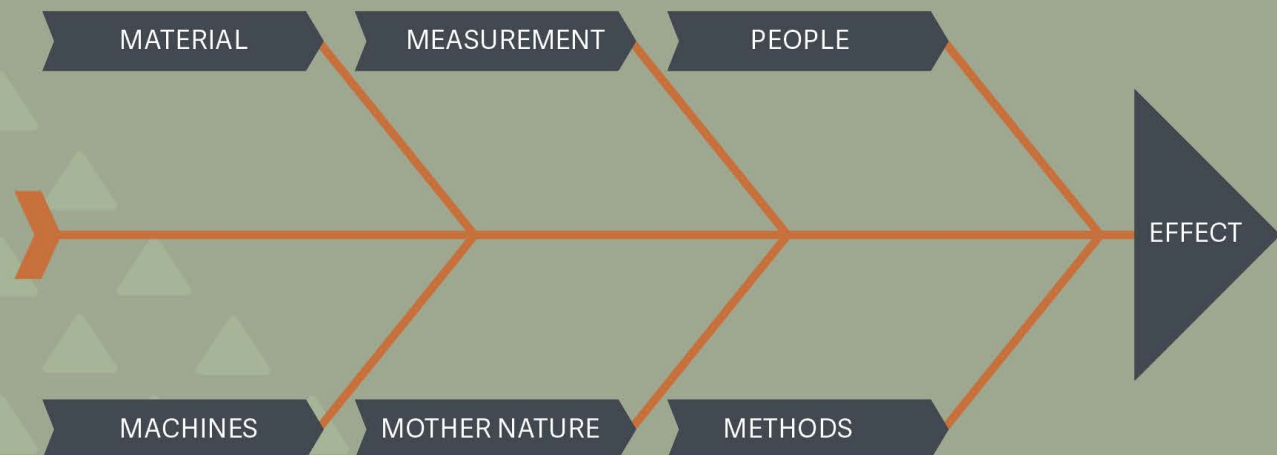 MATERIAL
MEASUREMENT
PEOPLE
EFFECT
MACHINES
MOTHER NATURE
METHODS